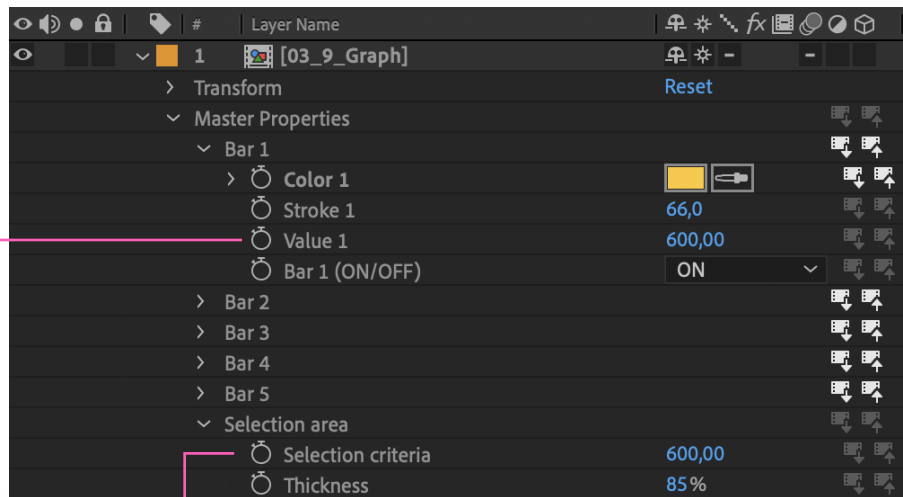 # Layer Name fx
1 [03_9_Graph]
Transform Reset
Master Properties
Bar 1
Color 1
Stroke 1 66,0
Value 1 600,00
Bar 1 (ON/OFF) ON
Bar 2
Bar 3
Bar 4
Bar 5
Selection area
Selection criteria 600,00
Thickness 85%